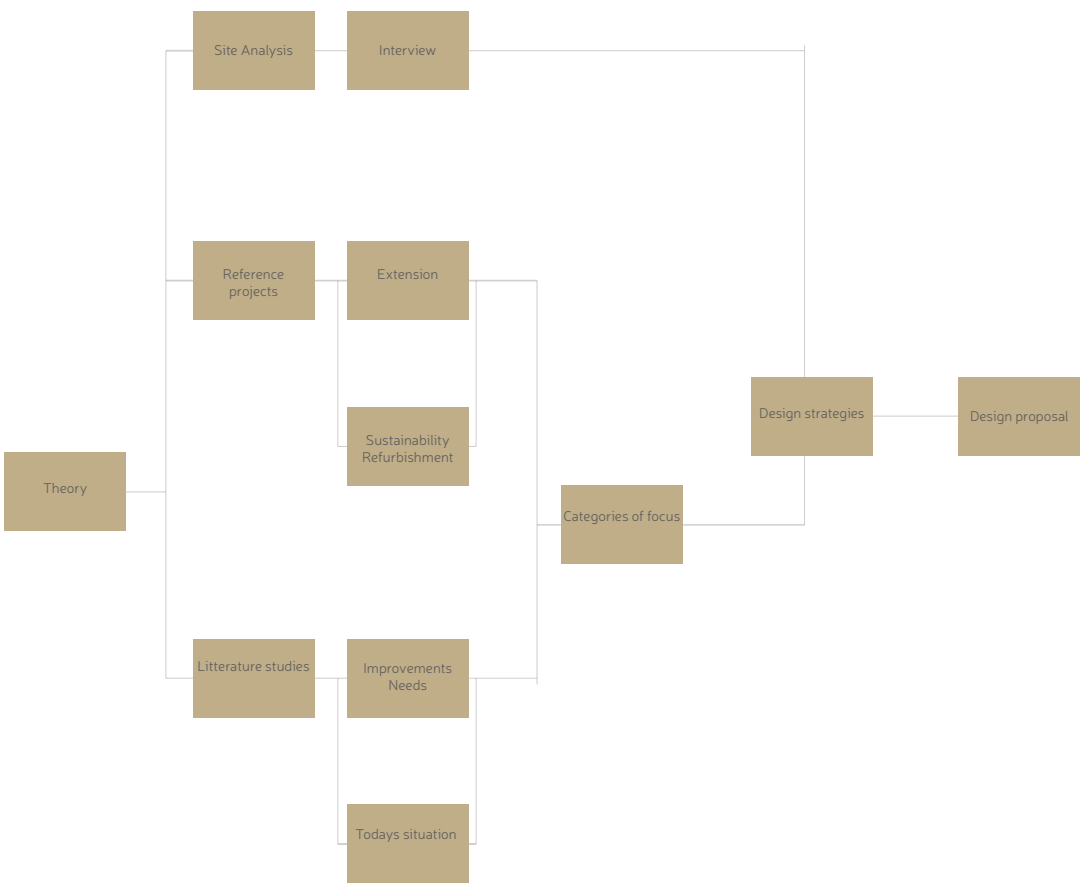 Site Analysis
Interview
Reference
projects
Extension
Sustainability
Refurbishment
Theory
Design strategies
Design proposal
Categories of focus
Litterature studies
Improvements
Needs
Todays situation